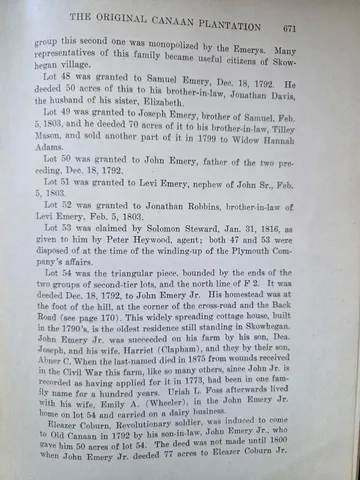 THE ORIGINAL CANAAN PLANTATION 671
group this second one was monopolized by the Emerys. Many
representatives of this family became useful citizens of Skow-
hegan village.
Lot 48 was granted to Samuel Emery, Dec. 18, 1792. He
deeded 50 acres of this to his brother-in-law, Jonathan Davis,
the husband of his sister, Elizabeth.
Lot 49 was granted to Joseph Emery, brother of Samuel, Feb.
5, 1803, and he deeded 70 acres of it to his brother-in-law, Tilley
Mason, and sold another part of it in 1799 to Widow Hannah
Adams.
Lot 50 was granted to John Emery, father of the two pre-
ceding, Dec. 18, 1792.
Lot 51 was granted to Levi Emery, nephew of John Sr., Feb.
5, 1803.
Lot 52 was granted to Jonathan Robbins, brother-in-law of
Levi Emery, Feb. 5, 1803.
Lot 53 was claimed by Solomon Steward, Jan. 31, 1816, as
given to him by Peter Heywood, agent; both 47 and 53 were
disposed of at the time of the winding-up of the Plymouth Com-
pany's affairs.
Lot 54 was the triangular piece, bounded by the ends of the
two groups of second-tier lots, and the north line of F 2. It was
deeded Dec. 18, 1792, to John Emery Jr. His homestead was at
the foot of the hill, at the corner of the cross-road and the Back
Road (see page 170). This widely spreading cottage house, built
in the 1790's, is the oldest residence still standing in Skowhegan.
John Emery Jr. was succeeded on his farm by his son, Dea.
Joseph, and his wife, Harriet (Clapham), and they by their son,
Abner C. When the last-named died in 1875 from wounds received
in the Civil War this farm, like so many others, since John Jr. is
recorded as having applied for it in 1773, had been in one fam-
ily name for a hundred years. Uriah L. Foss afterwards lived
with his wife, Emily A. (Wheeler), in the John Emery Jr.
home on lot 54 and carried on a dairy business.
Eleazer Coburn, Revolutionary soldier, was induced to come
to Old Canaan in 1792 by his son-in-law, John Emery Jr., who
gave him 50 acres of lot 54. The deed was not made until 1800
when John Emery Jr. deeded 77 acres to Eleazer Coburn Jr.